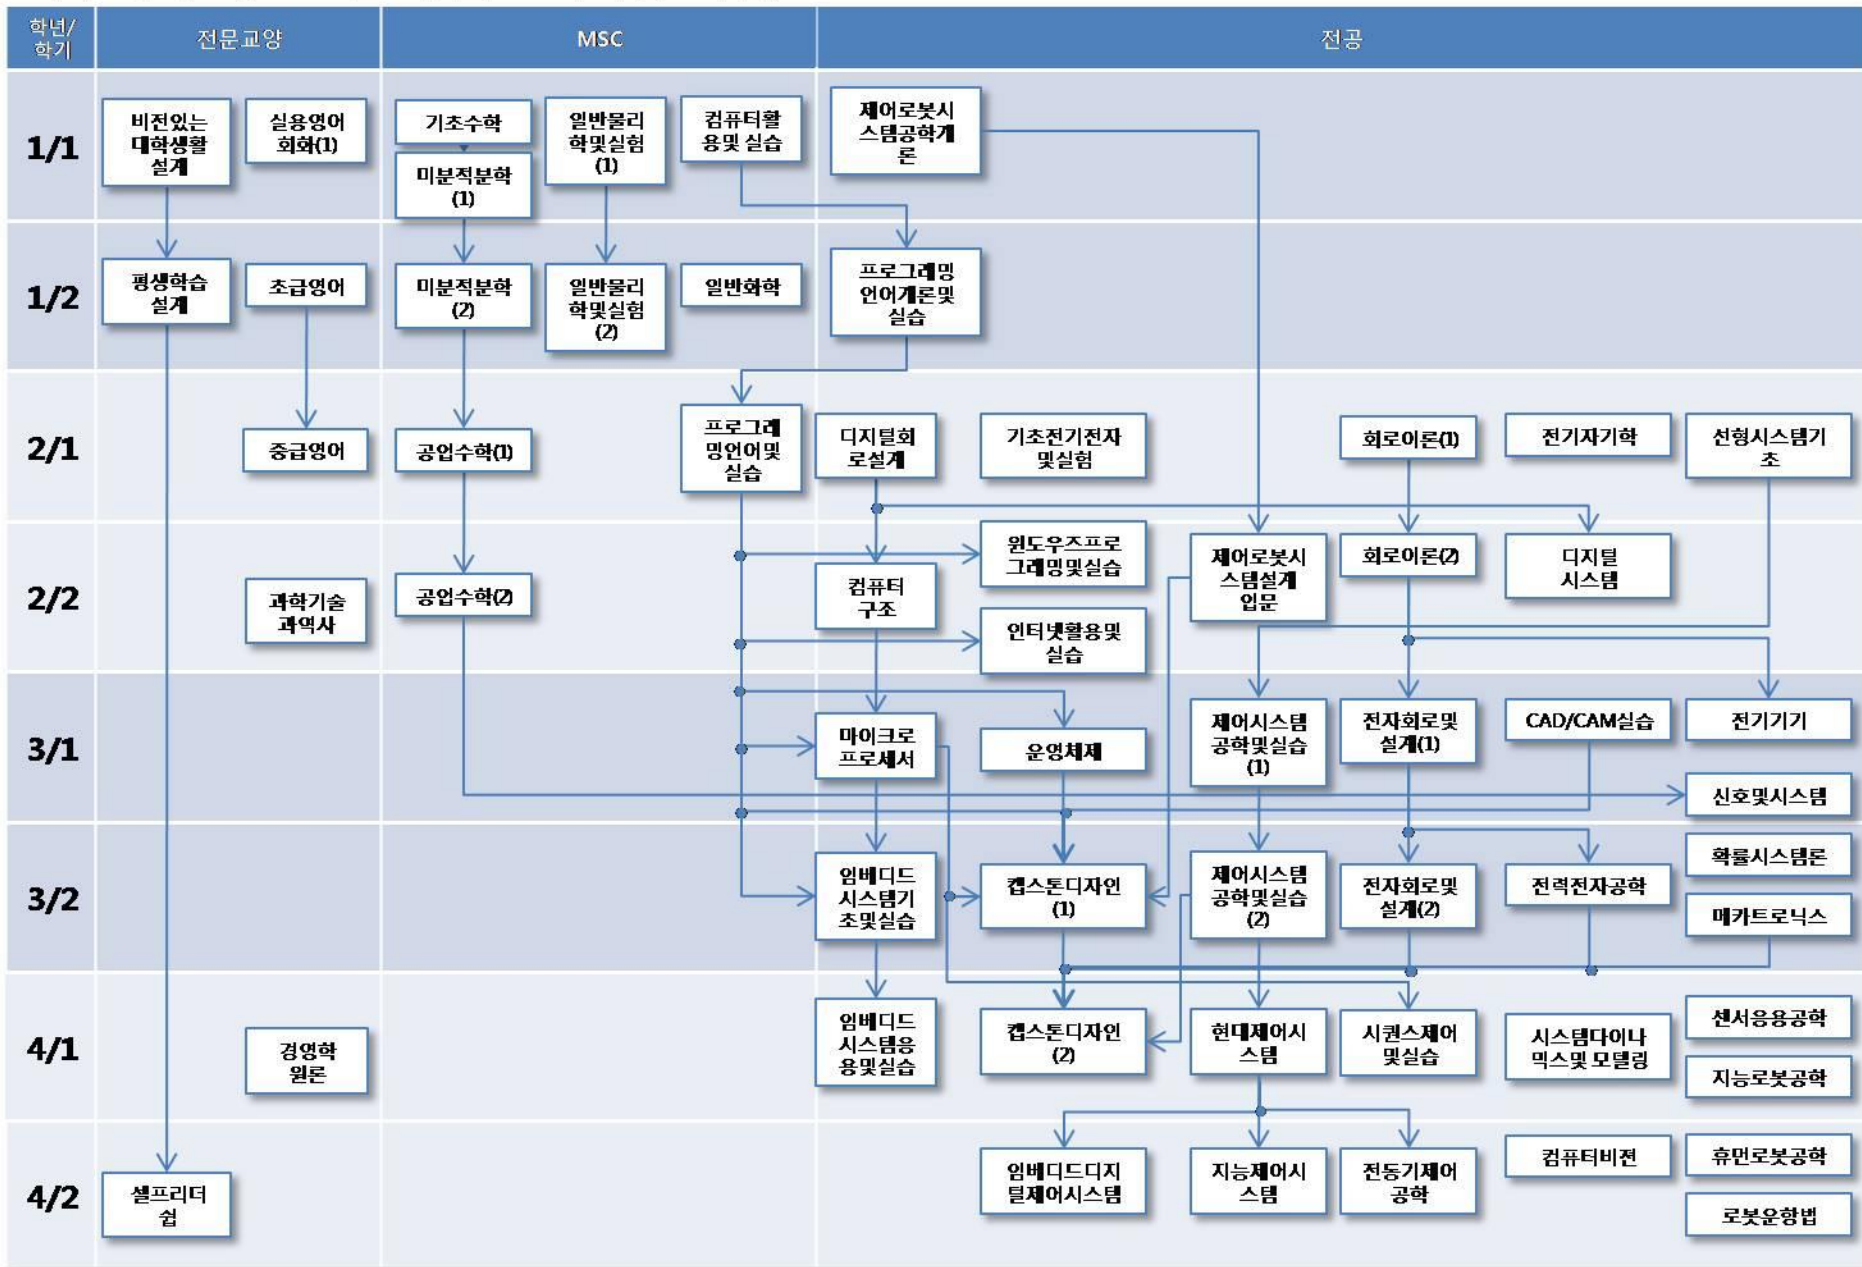 학년/
학기
전문교양
MSC
전공
1/1
비전있는
대학생활
설계
실용영어
회화(1)
기초수학
미분적분학
(1)
일반물리
학및실험
(1)
컴퓨터활
용및 실습
제어로봇시
스템공학개
론
1/2
평생학습
설계
초급영어
미분적분학
(2)
일반물리
학및실험
(2)
일반화학
프로그래밍
언어개론및
실습
2/1
중급영어
공업수학(1)
프로그래
밍언어및
실습
디지털회
로설계
기초전기전자
및실험
회로이론(1)
전기자기학
선형시스템기
초
2/2
과학기술
과역사
공업수학(2)
컴퓨터
구조
윈도우즈프로
그래밍및실습
인터넷활용및
실습
제어로봇시
스템설계
입문
회로이론(2)
디지털
시스템
3/1
마이크로
프로세서
운영체제
제어시스템
공학및실습
(1)
전자회로및
설계(1)
CAD/CAM실습
전기기기
신호및시스템
3/2
임베디드
시스템기
초및실습
캡스톤디자인
(1)
제어시스템
공학및실습
(2)
전자회로및
설계(2)
전력전자공학
확률시스템론
메카트로닉스
4/1
경영학
원론
임베디드
시스템응
용및실습
캡스톤디자인
(2)
현대제어시
스템
시퀀스제어
및실습
시스템다이나
믹스및 모델링
센서응용공학
지능로봇공학
4/2
셀프리더
쉽
임베디드디지
털제어시스템
지능제어시
스템
전동기제어
공학
컴퓨터비젼
휴먼로봇공학
로봇운항법